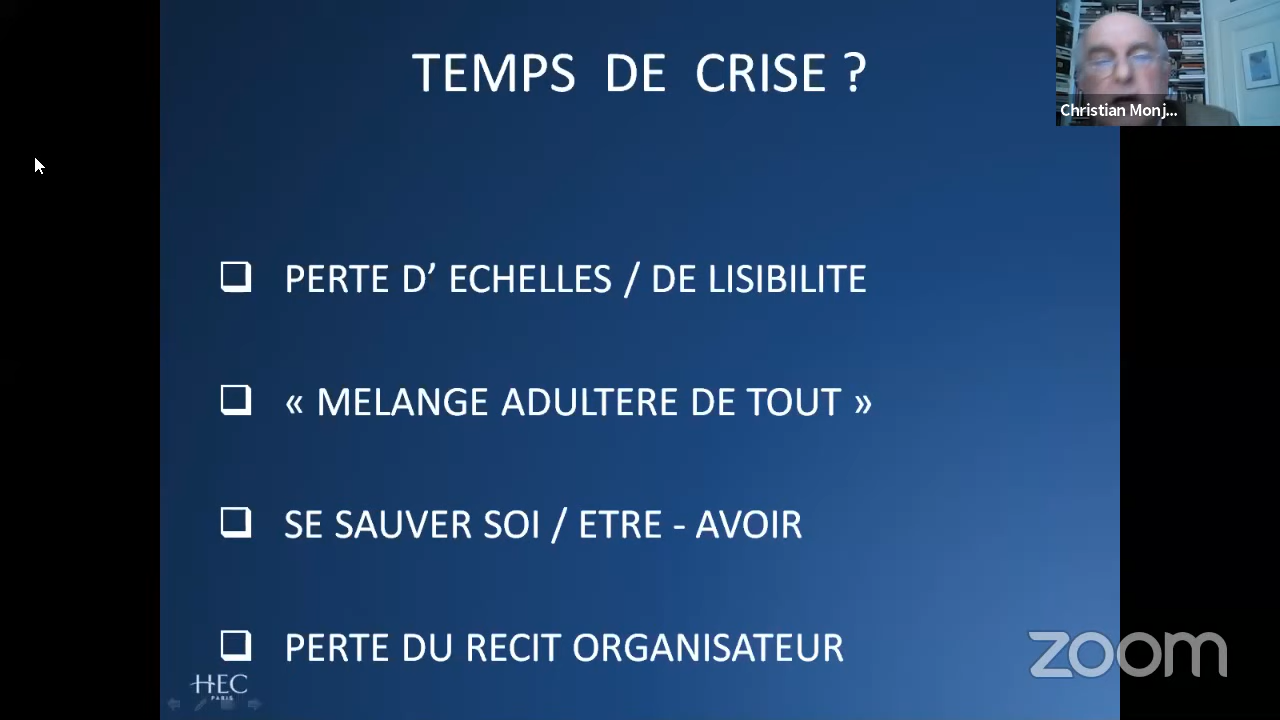 TEMPS DE CRISE ?
Christian Monj...
PERTE D’ ECHELLES / DE LISIBILITE
« MELANGE ADULTERE DE TOUT »
SE SAUVER SOI / ETRE - AVOIR
PERTE DU RECIT ORGANISATEUR
HEC
PARIS
zoom